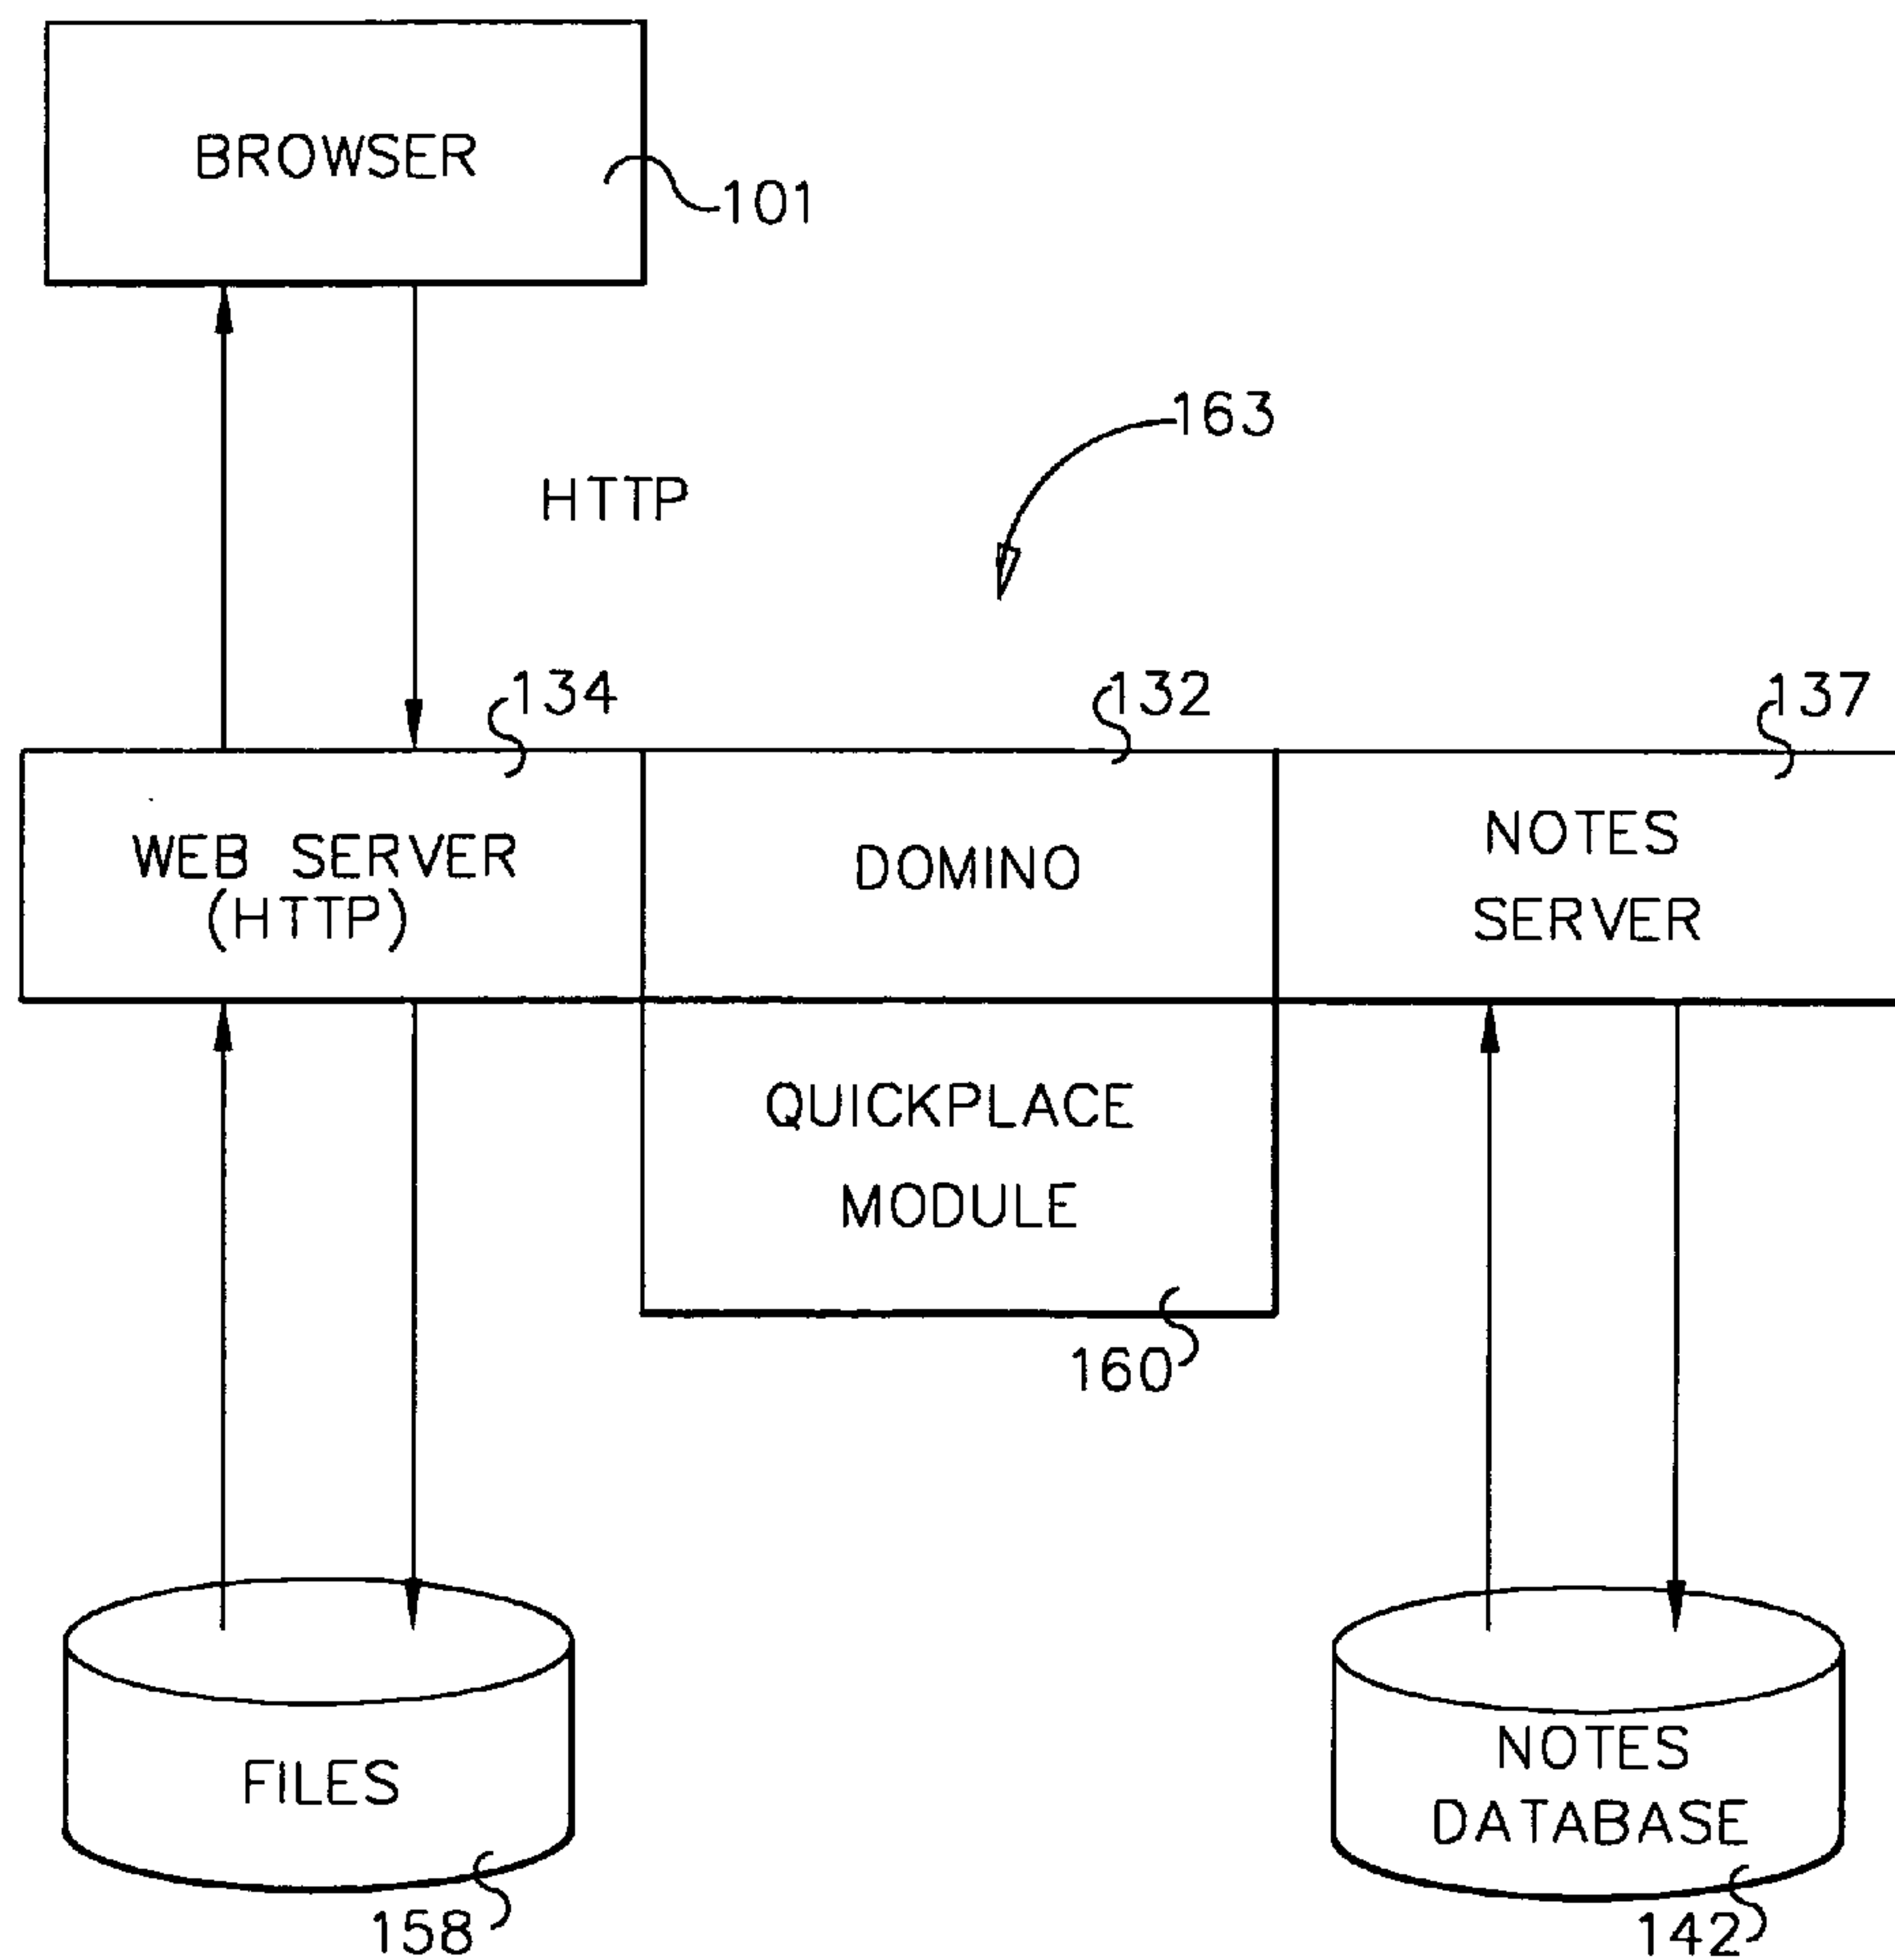 BROWSER
101
163
HTTP
134
132
137
WEB SERVER
(HTTP)
DOMINO
NOTES
SERVER
QUICKPLACE
MODULE
160
FILES
158
NOTES
DATABASE
142